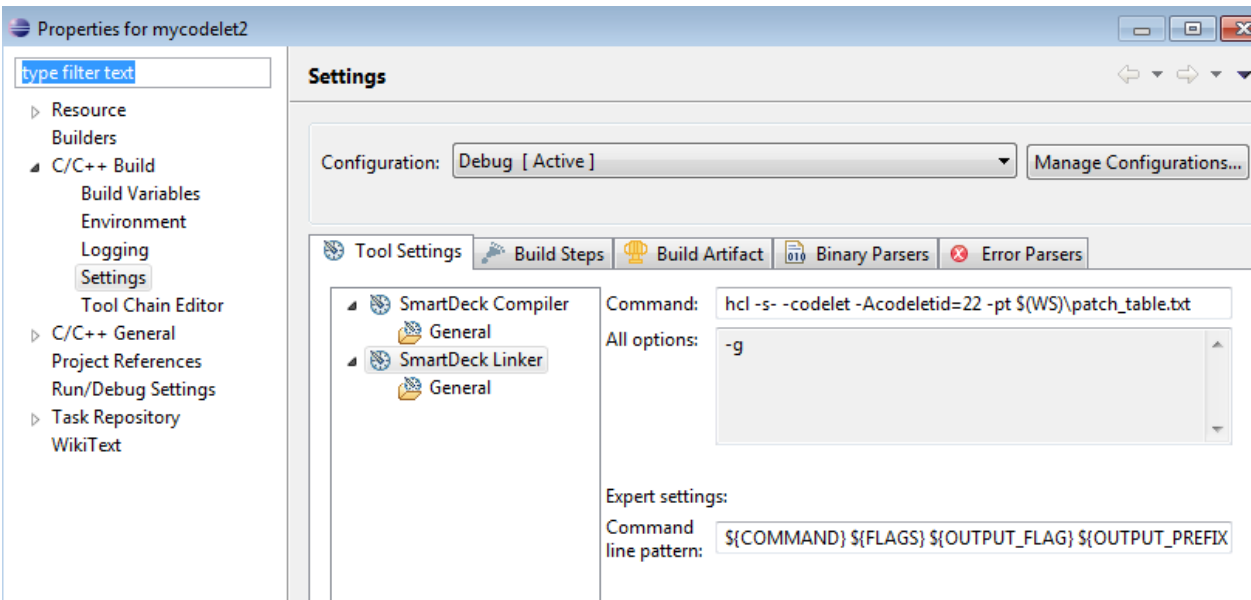 Properties for mycodelet2
type filter text
Resource
Builders
C/C++ Build
Build Variables
Environment
Logging
Settings
Tool Chain Editor
C/C++ General
Project References
Run/Debug Settings
Task Repository
WikiText
Settings
Configuration: Debug [ Active ] Manage Configurations...
Tool Settings Build Steps Build Artifact Binary Parsers Error Parsers
SmartDeck Compiler
General
SmartDeck Linker
General
Command: hcl -s- -codelet -Acodeletid=22 -pt $(WS)\patch_table.txt
All options: -g
Expert settings:
Command
line pattern: ${COMMAND} ${FLAGS} ${OUTPUT_FLAG} ${OUTPUT_PREFIX